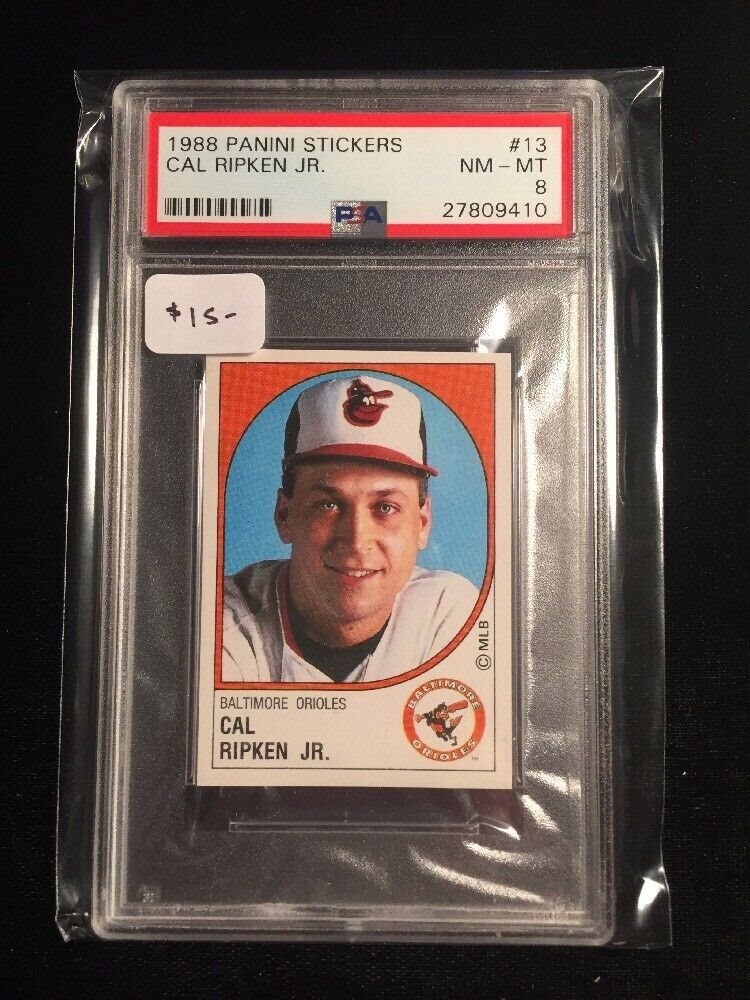 1988 PANINI STICKERS #13
CAL RIPKEN JR. NM - MT
8
PSA 27809410
$15-
© MLB
BALTIMORE ORIOLES
CAL
RIPKEN JR.
BALTIMORE
ORIOLES
TM